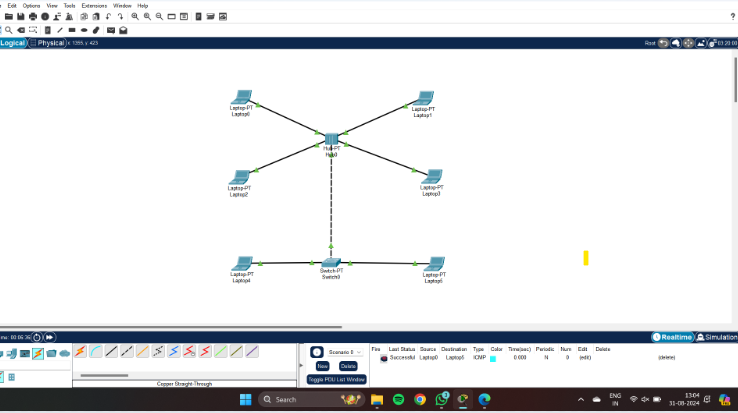 Edit Options View Tools Extensions Window Help
?
Logical Physical x: 1355, y: 423
Root 03:20:00
Laptop-PT
Laptop0
Laptop-PT
Laptop1
Hub-PT
Hub0
Laptop-PT
Laptop2
Laptop-PT
Laptop3
Laptop-PT
Laptop4
Switch-PT
Switch0
Laptop-PT
Laptop5
me: 00:06:36
Realtime Simulation
Scenario 0
New Delete
Toggle PDU List Window
Fire Last Status Source Destination Type Color Time(sec) Periodic Num Edit Delete
Successful Laptop0 Laptop5 ICMP 0.000 N 0 (edit) (delete)
Copper Straight-Through
Search
ENG
IN
13:04
31-08-2024